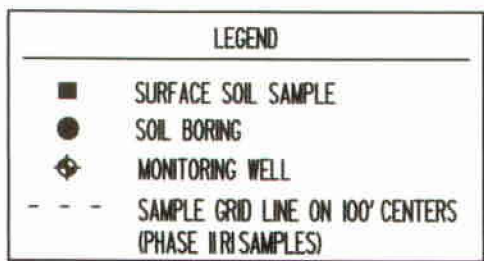 LEGEND
SURFACE SOIL SAMPLE
SOIL BORING
MONITORING WELL
SAMPLE GRID LINE ON 100' CENTERS
(PHASE II RI SAMPLES)